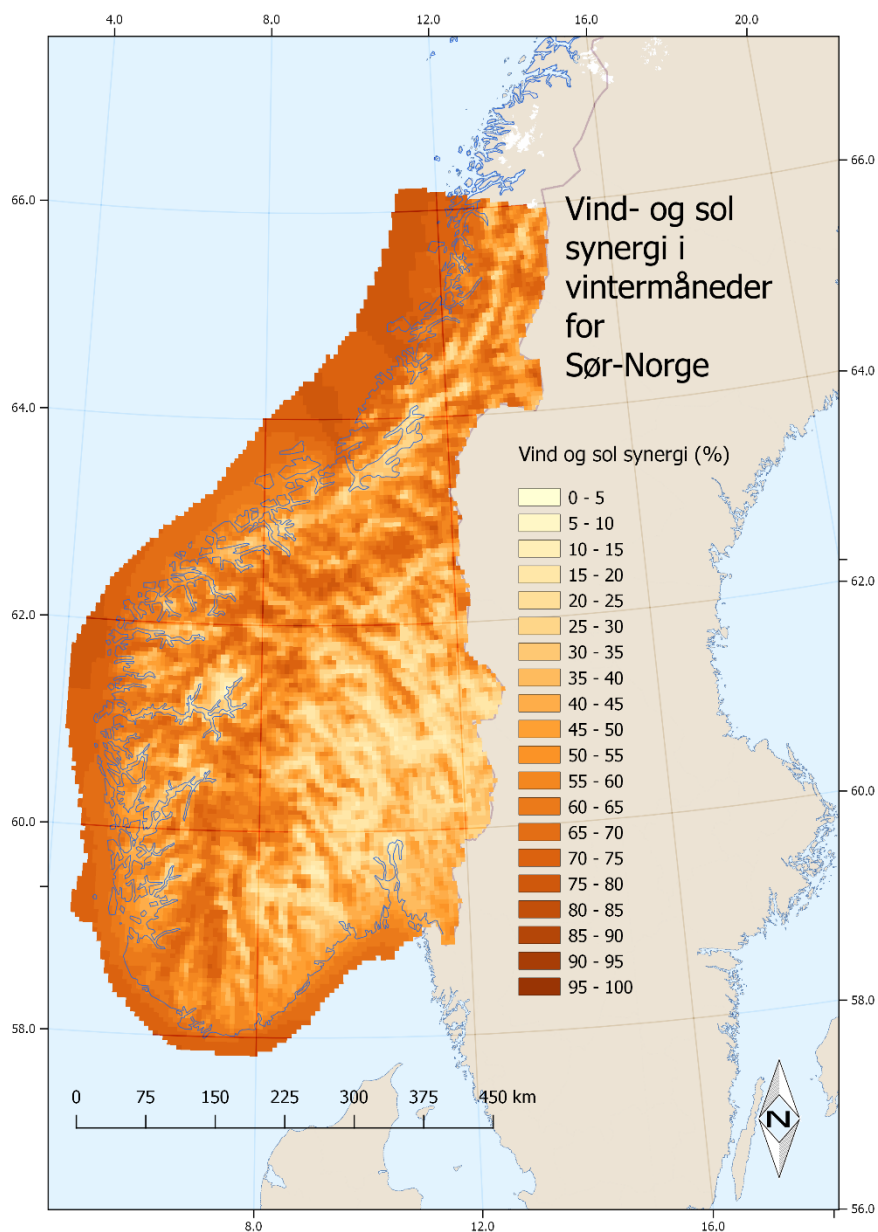 4.0 8.0 12.0 16.0 20.0
66.0 66.0
Vind- og sol
synergi i
vintermåneder
for
Sør-Norge
64.0 64.0
Vind og sol synergi (%)
0 - 5
5 - 10
10 - 15
15 - 20
20 - 25
25 - 30
30 - 35
35 - 40
40 - 45
45 - 50
50 - 55
55 - 60
60 - 65
65 - 70
70 - 75
75 - 80
80 - 85
85 - 90
90 - 95
95 - 100
62.0 62.0
60.0 60.0
58.0 58.0
0 75 150 225 300 375 450 km
N
56.0
8.0 12.0 16.0